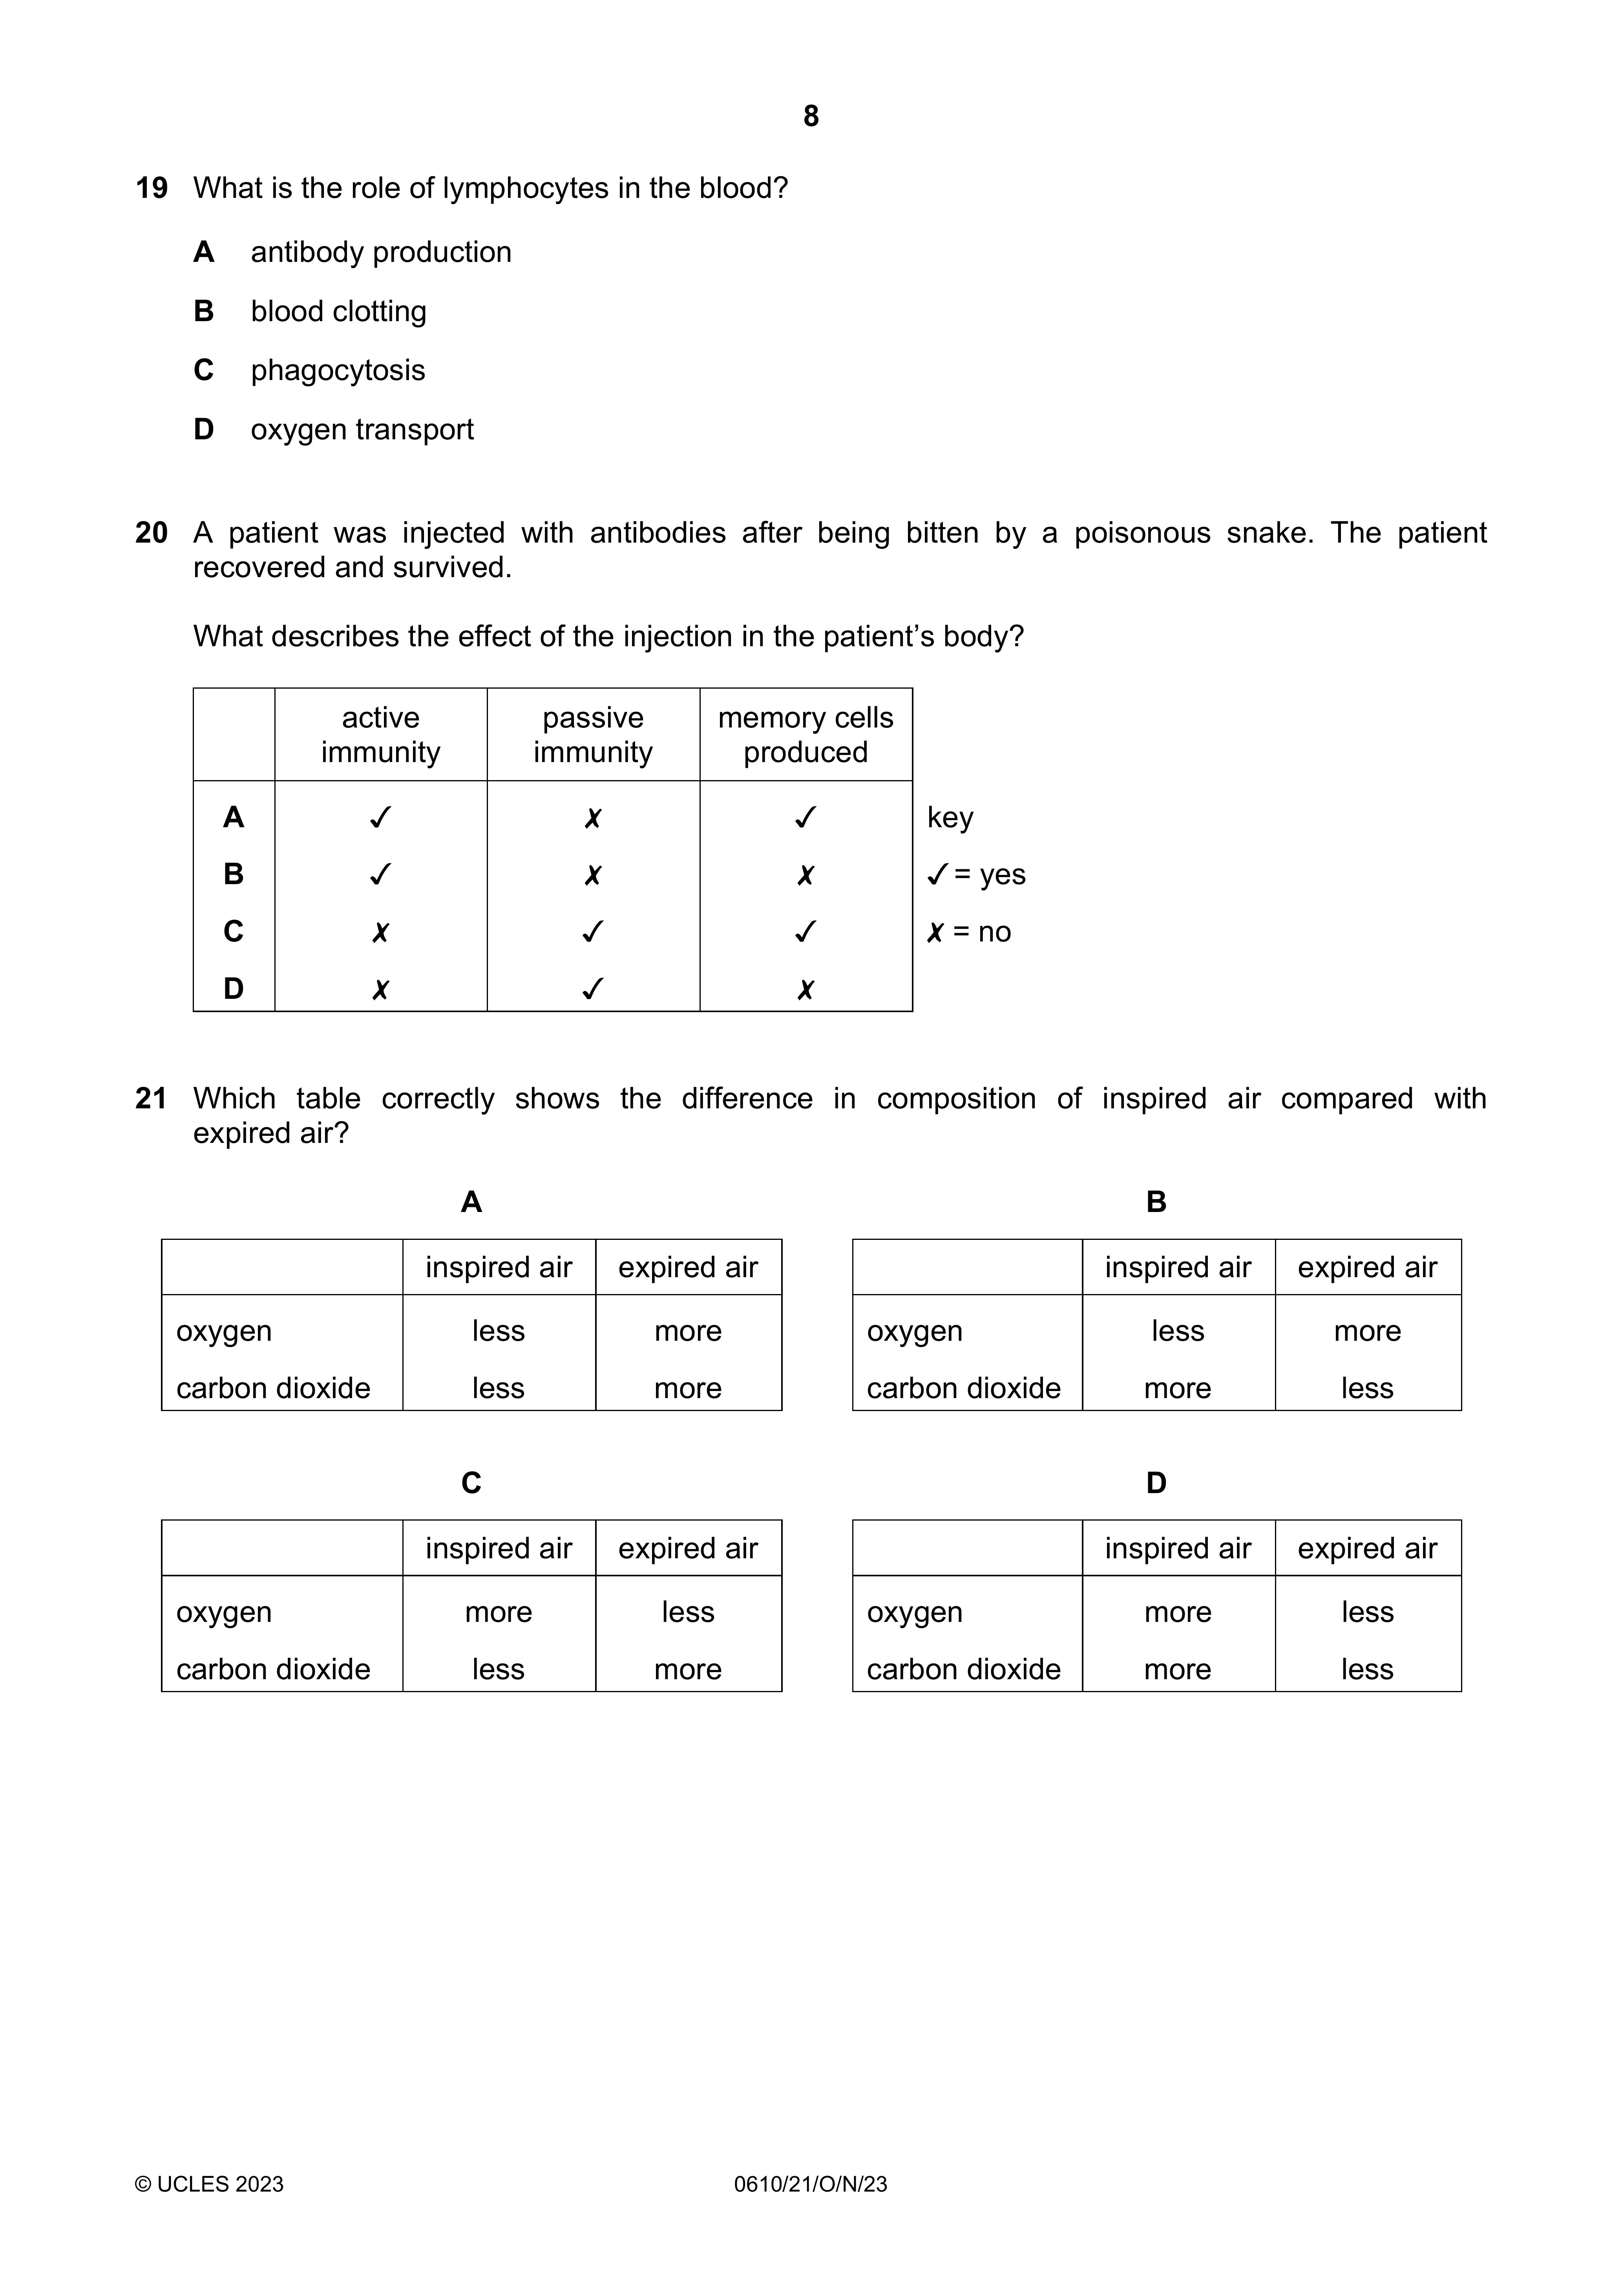 8
19 What is the role of lymphocytes in the blood?
A antibody production
B blood clotting
C phagocytosis
D oxygen transport
20 A patient was injected with antibodies after being bitten by a poisonous snake. The patient
recovered and survived.
What describes the effect of the injection in the patient’s body?
active immunity passive immunity memory cells produced
A ✓ ✗ ✓ key
B ✓ ✗ ✗ ✓ = yes
C ✗ ✓ ✓ ✗ = no
D ✗ ✓ ✗
21 Which table correctly shows the difference in composition of inspired air compared with
expired air?
A
inspired air expired air
oxygen less more
carbon dioxide less more
B
inspired air expired air
oxygen less more
carbon dioxide more less
C
inspired air expired air
oxygen more less
carbon dioxide less more
D
inspired air expired air
oxygen more less
carbon dioxide more less
© UCLES 2023 0610/21/O/N/23